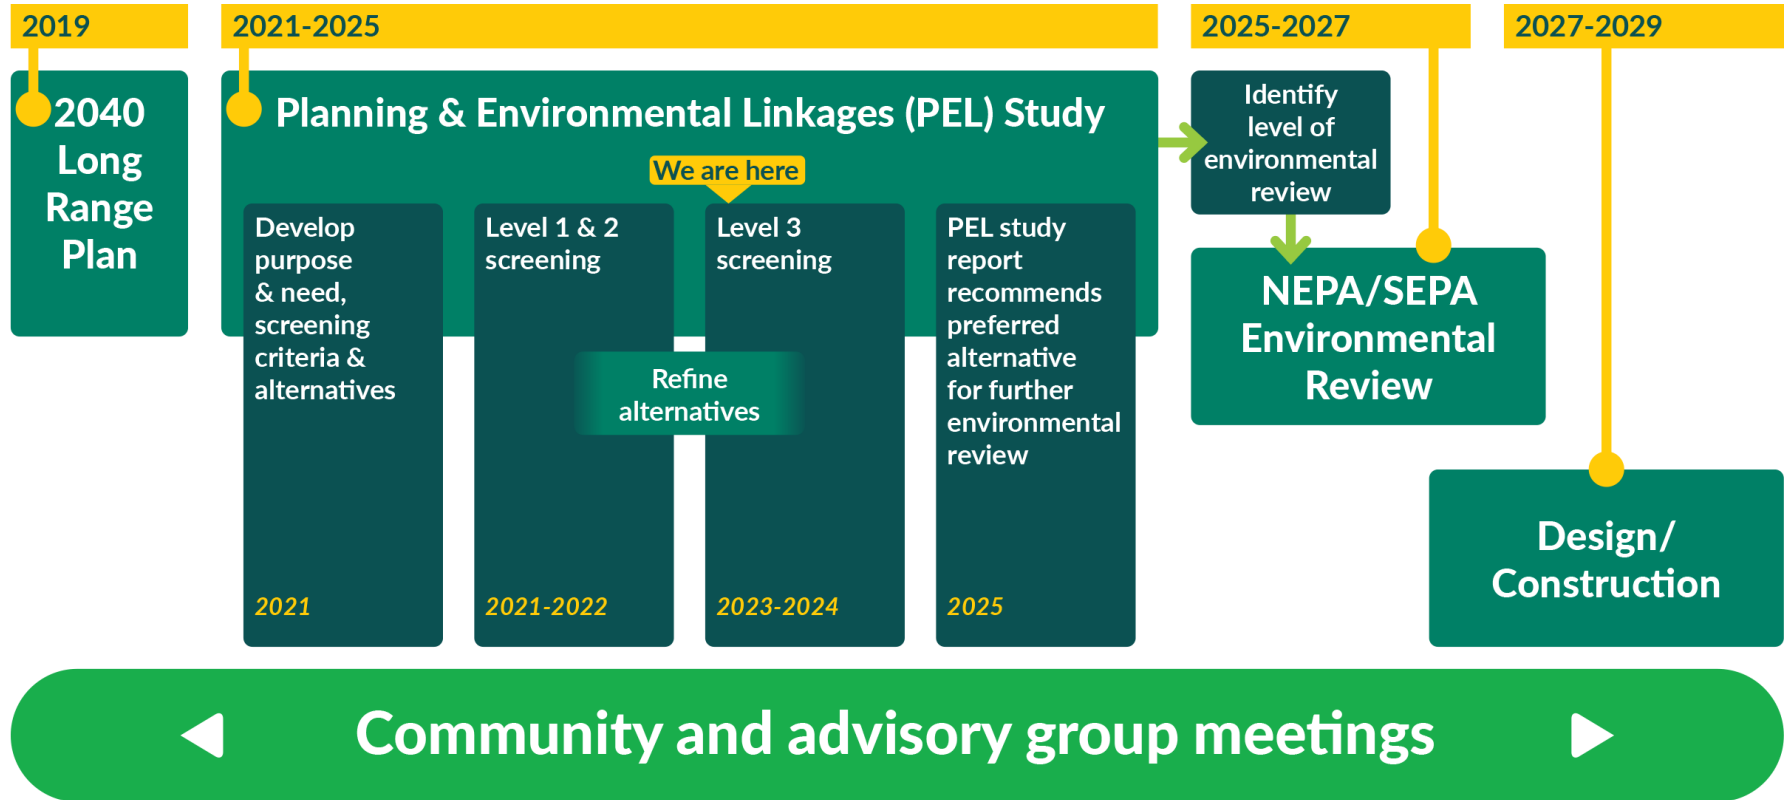 2019
2040
Long
Range
Plan
2021-2025
Planning & Environmental Linkages (PEL) Study
We are here
Develop
purpose
& need,
screening
criteria &
alternatives
2021
Level 1 & 2
screening
2021-2022
Refine
alternatives
Level 3
screening
2023-2024
PEL study
report
recommends
preferred
alternative
for further
environmental
review
2025
2025-2027
Identify
level of
environmental
review
NEPA/SEPA
Environmental
Review
2027-2029
Design/
Construction
Community and advisory group meetings